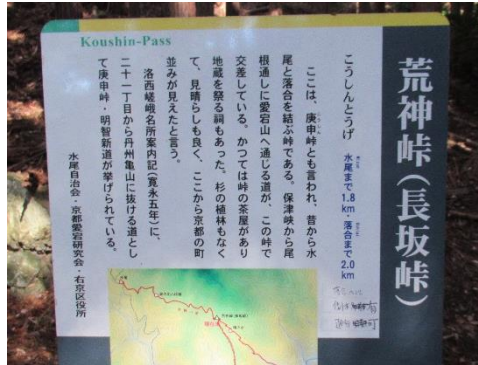 Koushin-Pass
荒神峠(長坂峠)
こうしんとうげ
水尾まで1.8km・落合まで2.0km
ここは、庚申峠とも言われ、昔から水
尾と落合を結ぶ峠である。保津峡から尾
根通しに愛宕山へ通じる道が、この峠で
交差している。かつては峠の茶屋があり
地蔵を祭る祠もあった。杉の植林もなく
て、見晴らしも良く、ここから京都の町
並みが見えたと言う。
洛西嵯峨名所案内記(寛永五年)に、
二十一丁目から丹州亀山に抜ける道とし
て庚申峠・明智新道が挙げられている。
水尾自治会・京都愛宕研究会・右京区役所